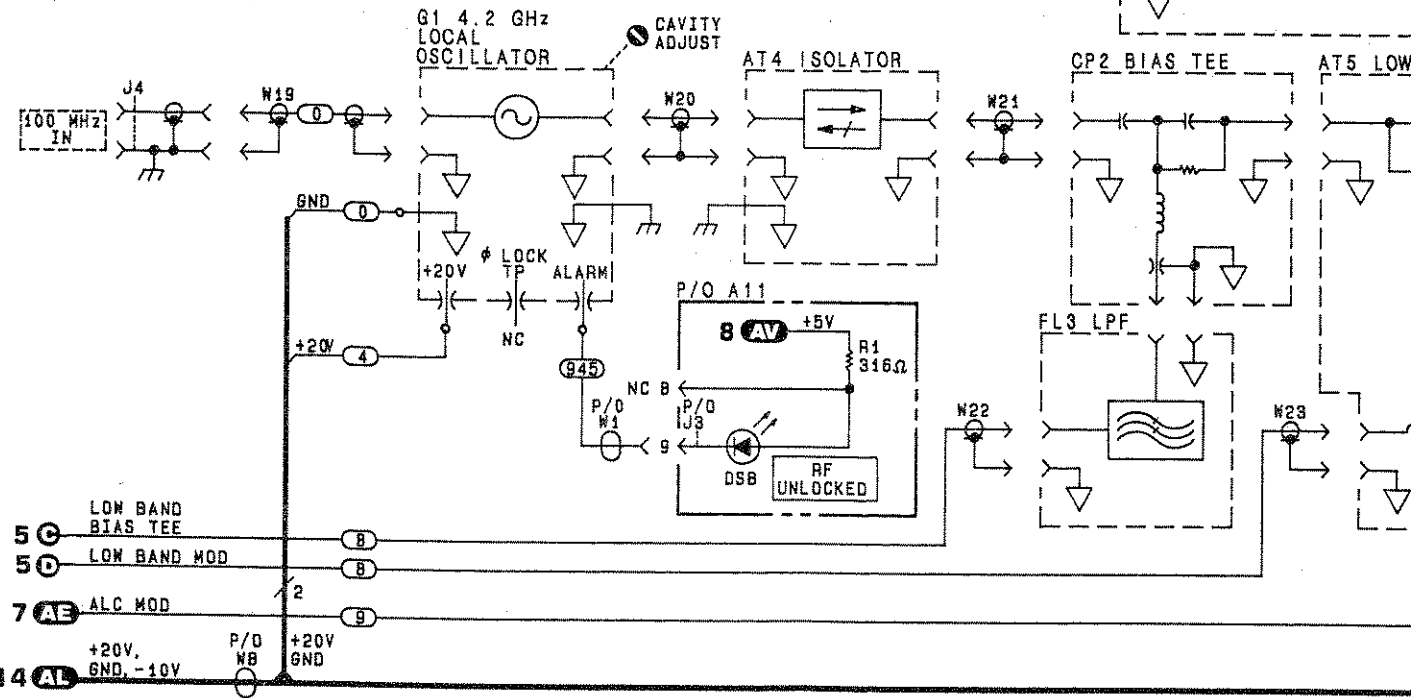 G1 4.2 GHz
LOCAL
OSCILLATOR
CAVITY
ADJUST
AT4 ISOLATOR
CP2 BIAS TEE
AT5 LOW
J4
W19
W20
W21
100 MHz
IN
0
GND
0
+20V
ϕ LOCK
TP
ALARM
NC
P/O A11
8 AV
+5V
R1
316Ω
FL3 LPF
+20V
4
945
NC 8
P/O
W1
P/O
J3
9
DS8
RF
UNLOCKED
W22
W23
LOW BAND
5 C
BIAS TEE
8
5 D
LOW BAND MOD
8
2
7 AE
ALC MOD
9
P/O
W8
+20V
GND
14 AL
+20V,
GND, -10V